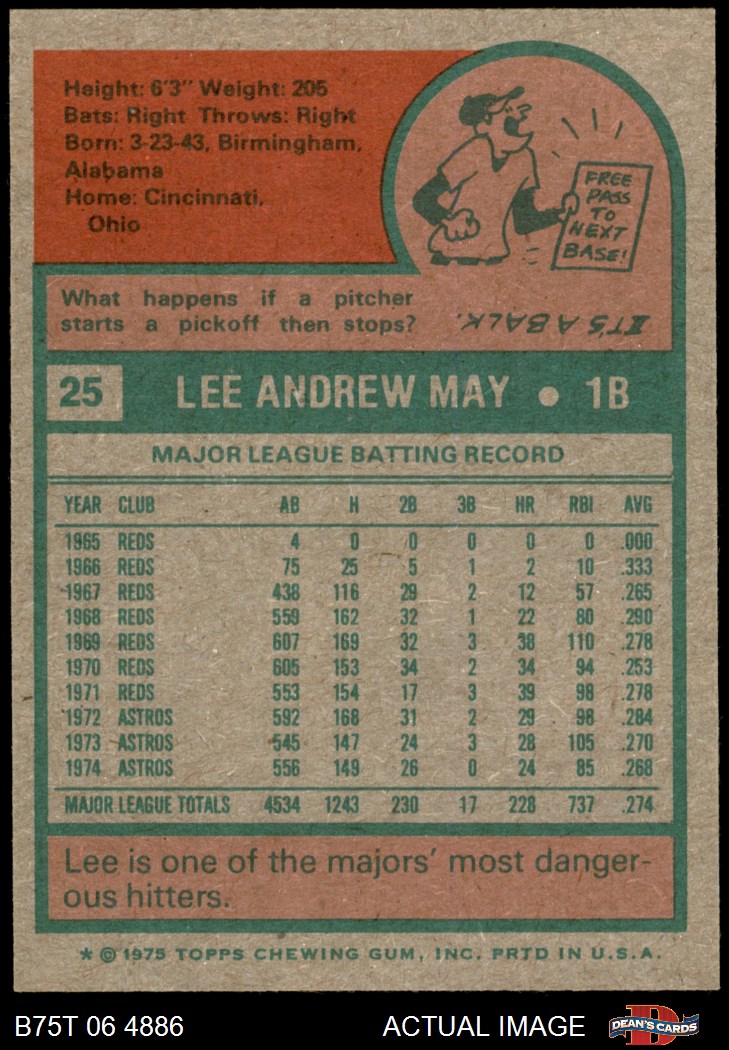 Height: 6'3" Weight: 205
Bats: Right Throws: Right
Born: 3-23-43, Birmingham,
Alabama
Home: Cincinnati,
Ohio
FREE
PASS
TO
NEXT
BASE!
What happens if a pitcher
starts a pickoff then stops?
IT'S A BALK.
25 LEE ANDREW MAY • 1B
MAJOR LEAGUE BATTING RECORD
YEAR CLUB AB H 2B 3B HR RBI AVG
1965 REDS 4 0 0 0 0 0 .000
1966 REDS 75 25 5 1 2 10 .333
1967 REDS 438 116 29 2 12 57 .265
1968 REDS 559 162 32 1 22 80 .290
1969 REDS 607 169 32 3 38 110 .278
1970 REDS 605 153 34 2 34 94 .253
1971 REDS 553 154 17 3 39 98 .278
1972 ASTROS 592 168 31 2 29 98 .284
1973 ASTROS 545 147 24 3 28 105 .270
1974 ASTROS 556 149 26 0 24 85 .268
MAJOR LEAGUE TOTALS 4534 1243 230 17 228 737 .274
Lee is one of the majors' most danger-
ous hitters.
* © 1975 TOPPS CHEWING GUM, INC. PRTD IN U.S.A.
B75T 06 4886 ACTUAL IMAGE DEAN'S CARDS